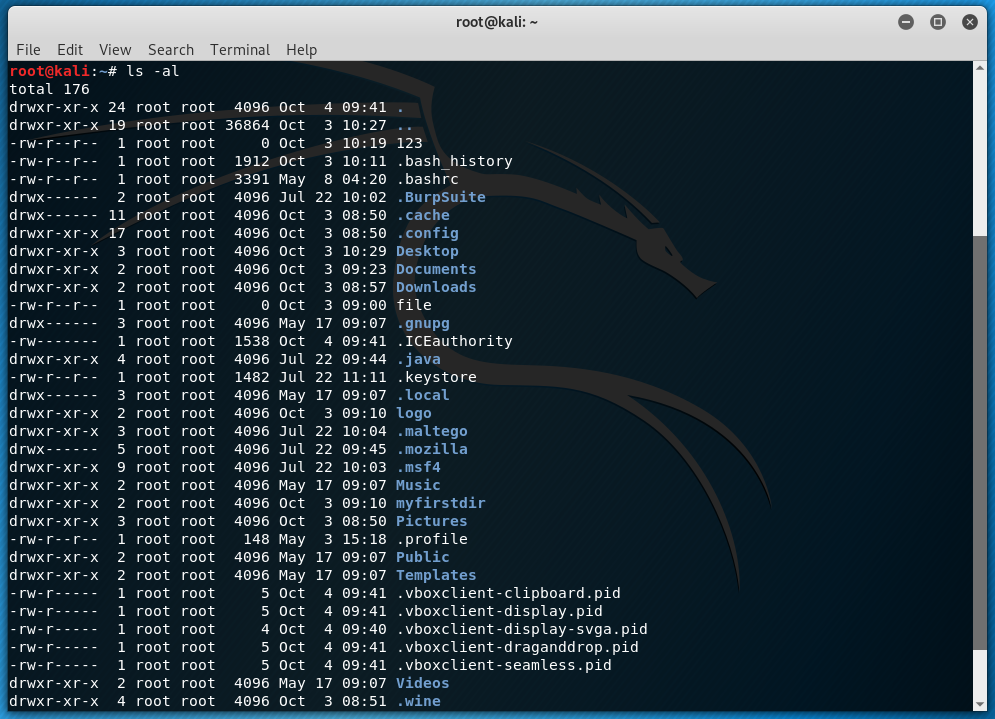 root@kali: ~
File Edit View Search Terminal Help
root@kali:~# ls -al
total 176
drwxr-xr-x 24 root root  4096 Oct  4 09:41 .
drwxr-xr-x 19 root root 36864 Oct  3 10:27 ..
-rw-r--r--  1 root root     0 Oct  3 10:19 123
-rw-r--r--  1 root root  1912 Oct  3 10:11 .bash_history
-rw-r--r--  1 root root  3391 May  8 04:20 .bashrc
drwx------  2 root root  4096 Jul 22 10:02 .BurpSuite
drwx------ 11 root root  4096 Oct  3 08:50 .cache
drwxr-xr-x 17 root root  4096 Oct  3 08:50 .config
drwxr-xr-x  3 root root  4096 Oct  3 10:29 Desktop
drwxr-xr-x  2 root root  4096 Oct  3 09:23 Documents
drwxr-xr-x  2 root root  4096 Oct  3 08:57 Downloads
-rw-r--r--  1 root root     0 Oct  3 09:00 file
drwx------  3 root root  4096 May 17 09:07 .gnupg
-rw-------  1 root root  1538 Oct  4 09:41 .ICEauthority
drwxr-xr-x  4 root root  4096 Jul 22 09:44 .java
-rw-r--r--  1 root root  1482 Jul 22 11:11 .keystore
drwx------  3 root root  4096 May 17 09:07 .local
drwxr-xr-x  2 root root  4096 Oct  3 09:10 logo
drwxr-xr-x  3 root root  4096 Jul 22 10:04 .maltego
drwx------  5 root root  4096 Jul 22 09:45 .mozilla
drwxr-xr-x  9 root root  4096 Jul 22 10:03 .msf4
drwxr-xr-x  2 root root  4096 May 17 09:07 Music
drwxr-xr-x  2 root root  4096 Oct  3 09:10 myfirstdir
drwxr-xr-x  3 root root  4096 Oct  3 08:50 Pictures
-rw-r--r--  1 root root   148 May  3 15:18 .profile
drwxr-xr-x  2 root root  4096 May 17 09:07 Public
drwxr-xr-x  2 root root  4096 May 17 09:07 Templates
-rw-r-----  1 root root     5 Oct  4 09:41 .vboxclient-clipboard.pid
-rw-r-----  1 root root     5 Oct  4 09:41 .vboxclient-display.pid
-rw-r-----  1 root root     4 Oct  4 09:40 .vboxclient-display-svga.pid
-rw-r-----  1 root root     5 Oct  4 09:41 .vboxclient-draganddrop.pid
-rw-r-----  1 root root     5 Oct  4 09:41 .vboxclient-seamless.pid
drwxr-xr-x  2 root root  4096 May 17 09:07 Videos
drwxr-xr-x  4 root root  4096 Oct  3 08:51 .wine